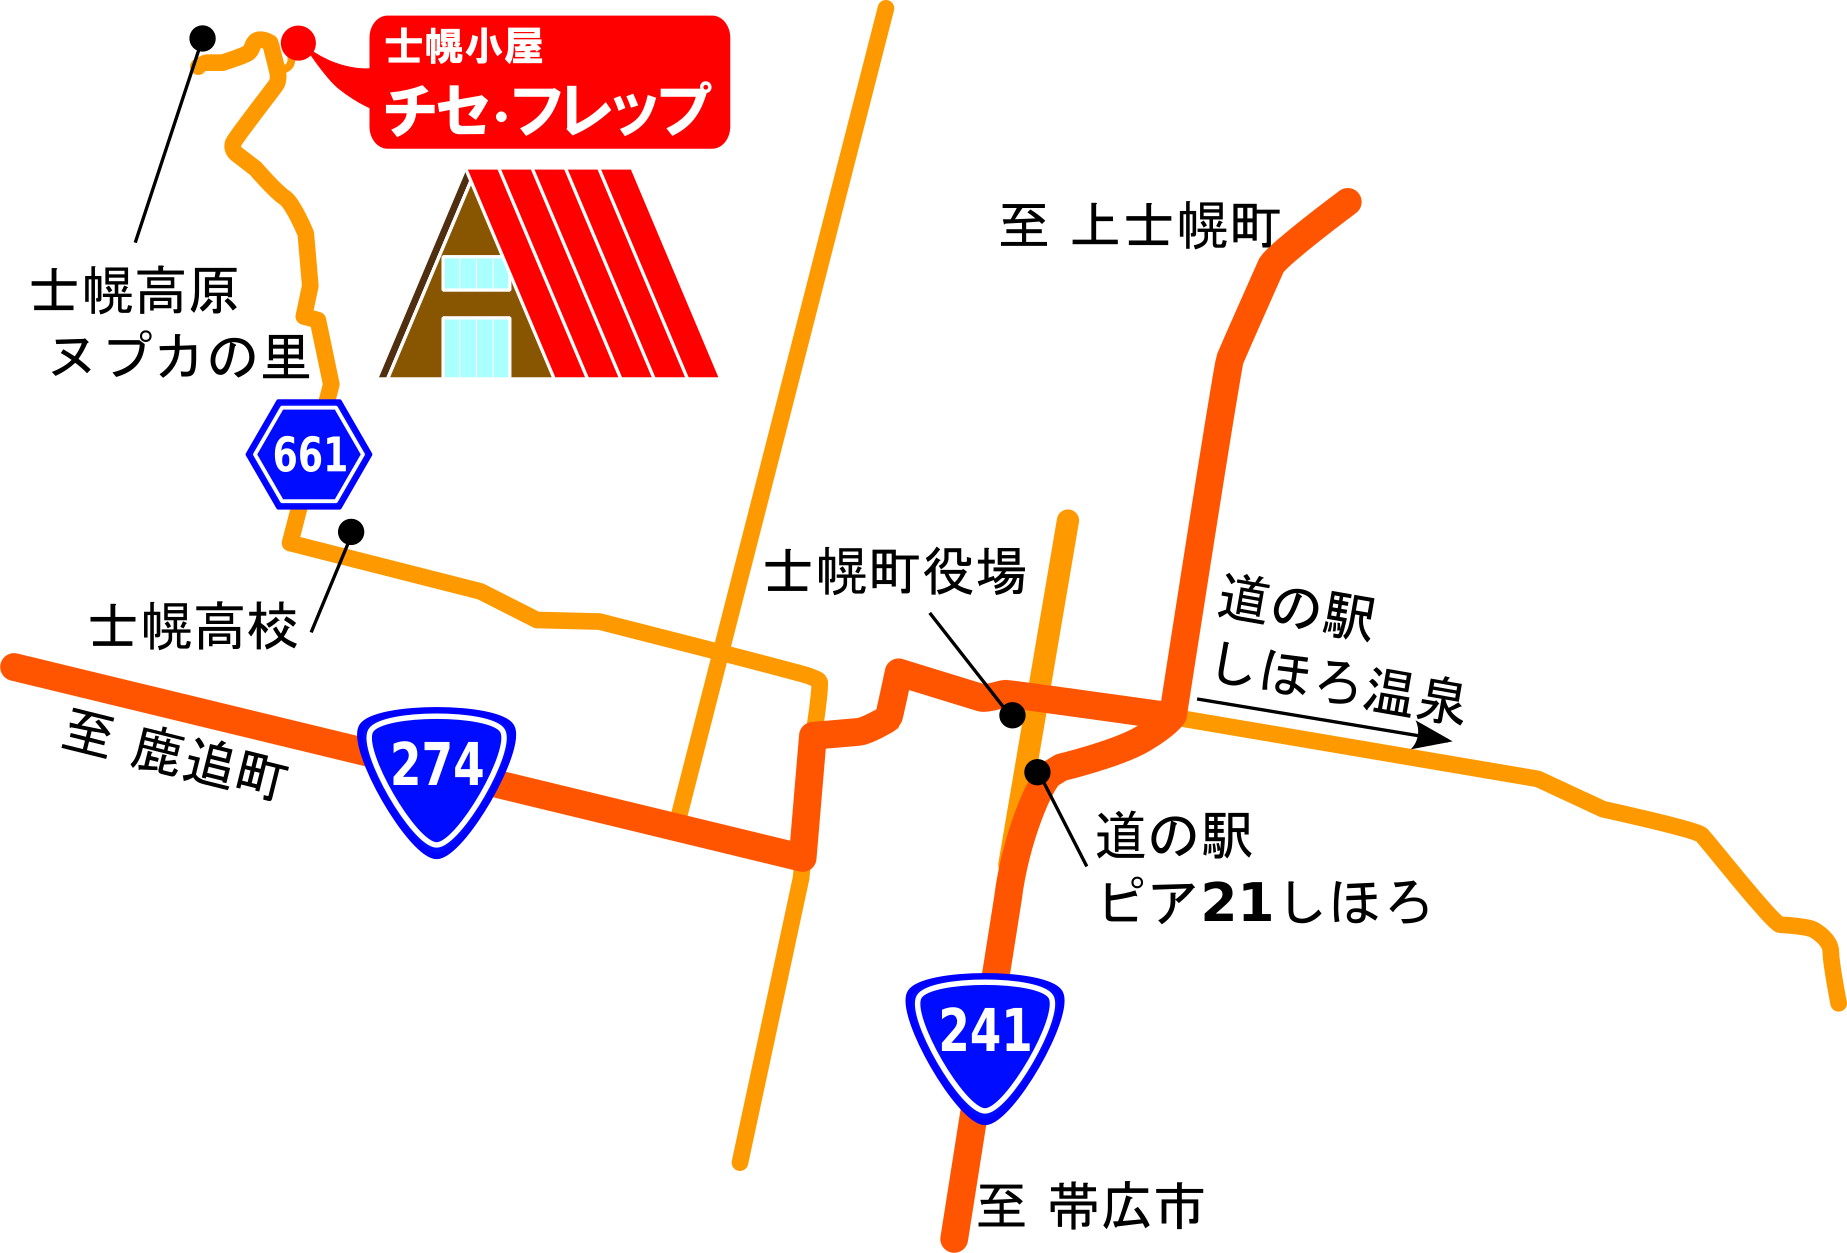 士幌小屋
チセ・フレップ
至 上士幌町
士幌高原
ヌプカの里
661
士幌町役場
道の駅
しほろ温泉
士幌高校
至 鹿追町
274
道の駅
ピア21しほろ
241
至 帯広市